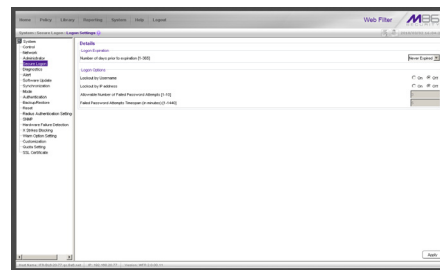 Home Policy Library Reporting System Help Logout
Web Filter
M86
System : Secure Logon : Logon Settings
System
Control
Network
Administrator
Secure Logon
Diagnostics
Alert
Software Update
Synchronization
Mode
Authentication
Backup/Restore
Reset
Radius Authentication Setting
SNMP
Hardware Failure Detection
X Strikes Blocking
Warn Option Setting
Customization
Quota Setting
SSL Certificate
Details
Logon Expiration
Number of days prior to expiration [1-365]
Never Expired
Logon Options
Lockout by Username
On Off
Lockout by IP address
On Off
Allowable Number of Failed Password Attempts [1-10]
Failed Password Attempts Timespan (in minutes) [1-1440]
Apply